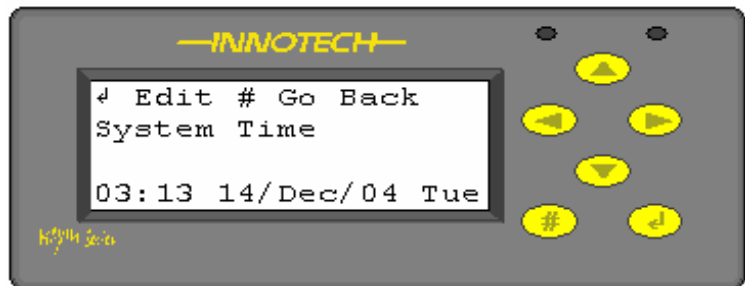 INNOTECH
↲ Edit # Go Back
System Time
03:13 14/Dec/04 Tue
#
↲